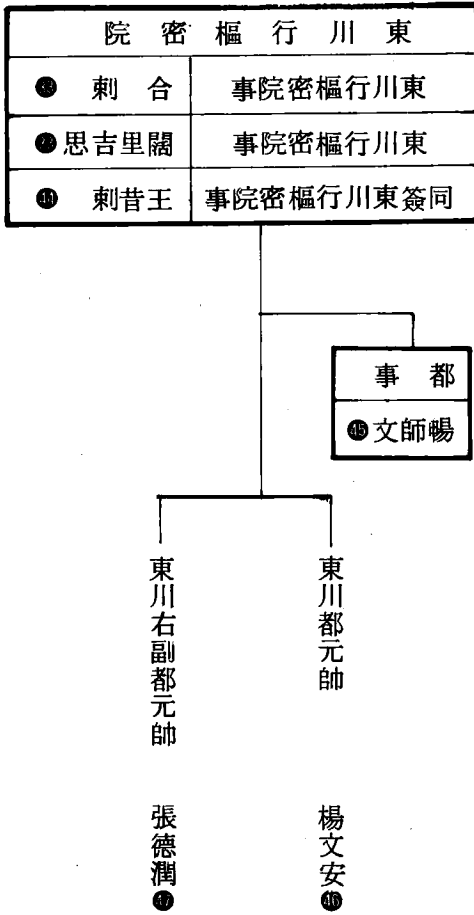 東川行樞密院
東川行樞密院事 合剌
東川行樞密院事 闊里吉思
同簽東川行樞密院事 王昔剌 ㊹
都事
暢師文 ㊺
東川都元帥 楊文安 ㊻
東川右副都元帥 張德潤 ㊼